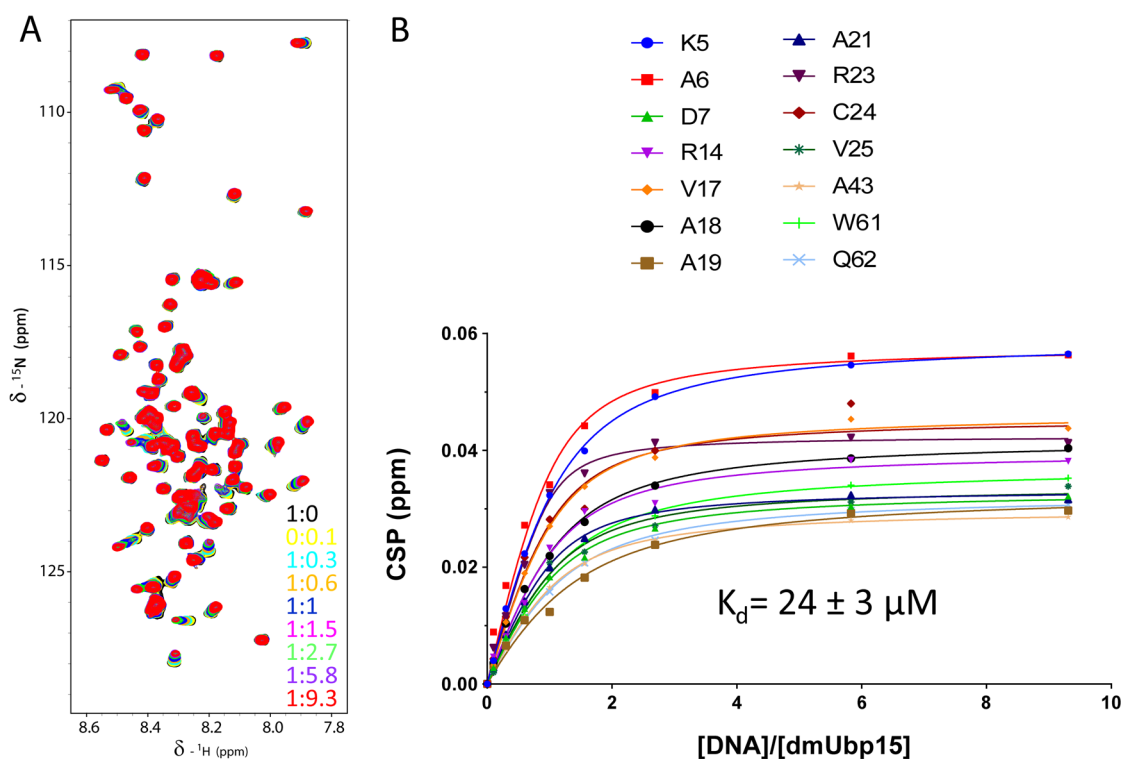 A
110
115
120
125
δ - ¹⁵N (ppm)
8.6 8.4 8.2 8.0 7.8
δ - ¹H (ppm)
1:0
0:0.1
1:0.3
1:0.6
1:1
1:1.5
1:2.7
1:5.8
1:9.3
B
K5
A6
D7
R14
V17
A18
A19
A21
R23
C24
V25
A43
W61
Q62
0.06
0.04
0.02
0.00
CSP (ppm)
K_d= 24 ± 3 μM
0 2 4 6 8 10
[DNA]/[dmUbp15]